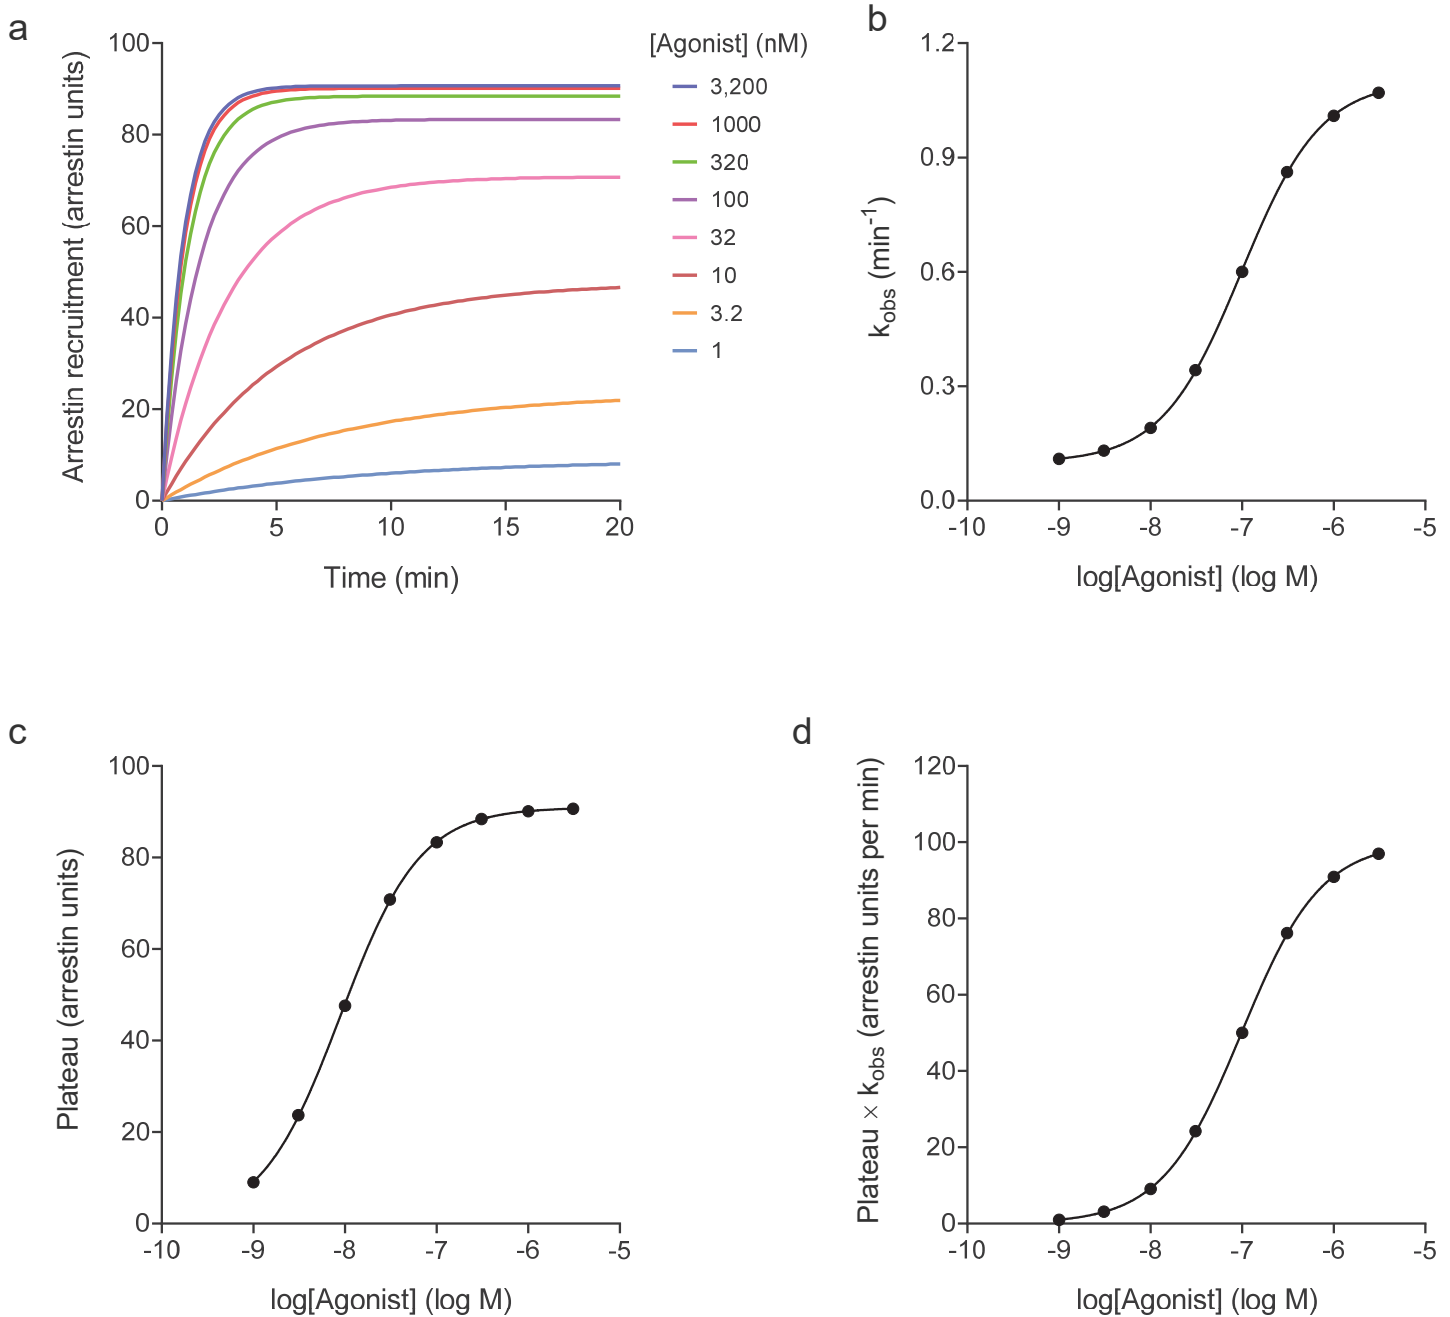 a
Arrestin recruitment (arrestin units)
100
80
60
40
20
0
0 5 10 15 20
Time (min)
[Agonist] (nM)
3,200
1000
320
100
32
10
3.2
1
b
kobs (min-1)
1.2
0.9
0.6
0.3
0.0
-10 -9 -8 -7 -6 -5
log[Agonist] (log M)
c
Plateau (arrestin units)
100
80
60
40
20
0
-10 -9 -8 -7 -6 -5
log[Agonist] (log M)
d
Plateau × kobs (arrestin units per min)
120
100
80
60
40
20
0
-10 -9 -8 -7 -6 -5
log[Agonist] (log M)